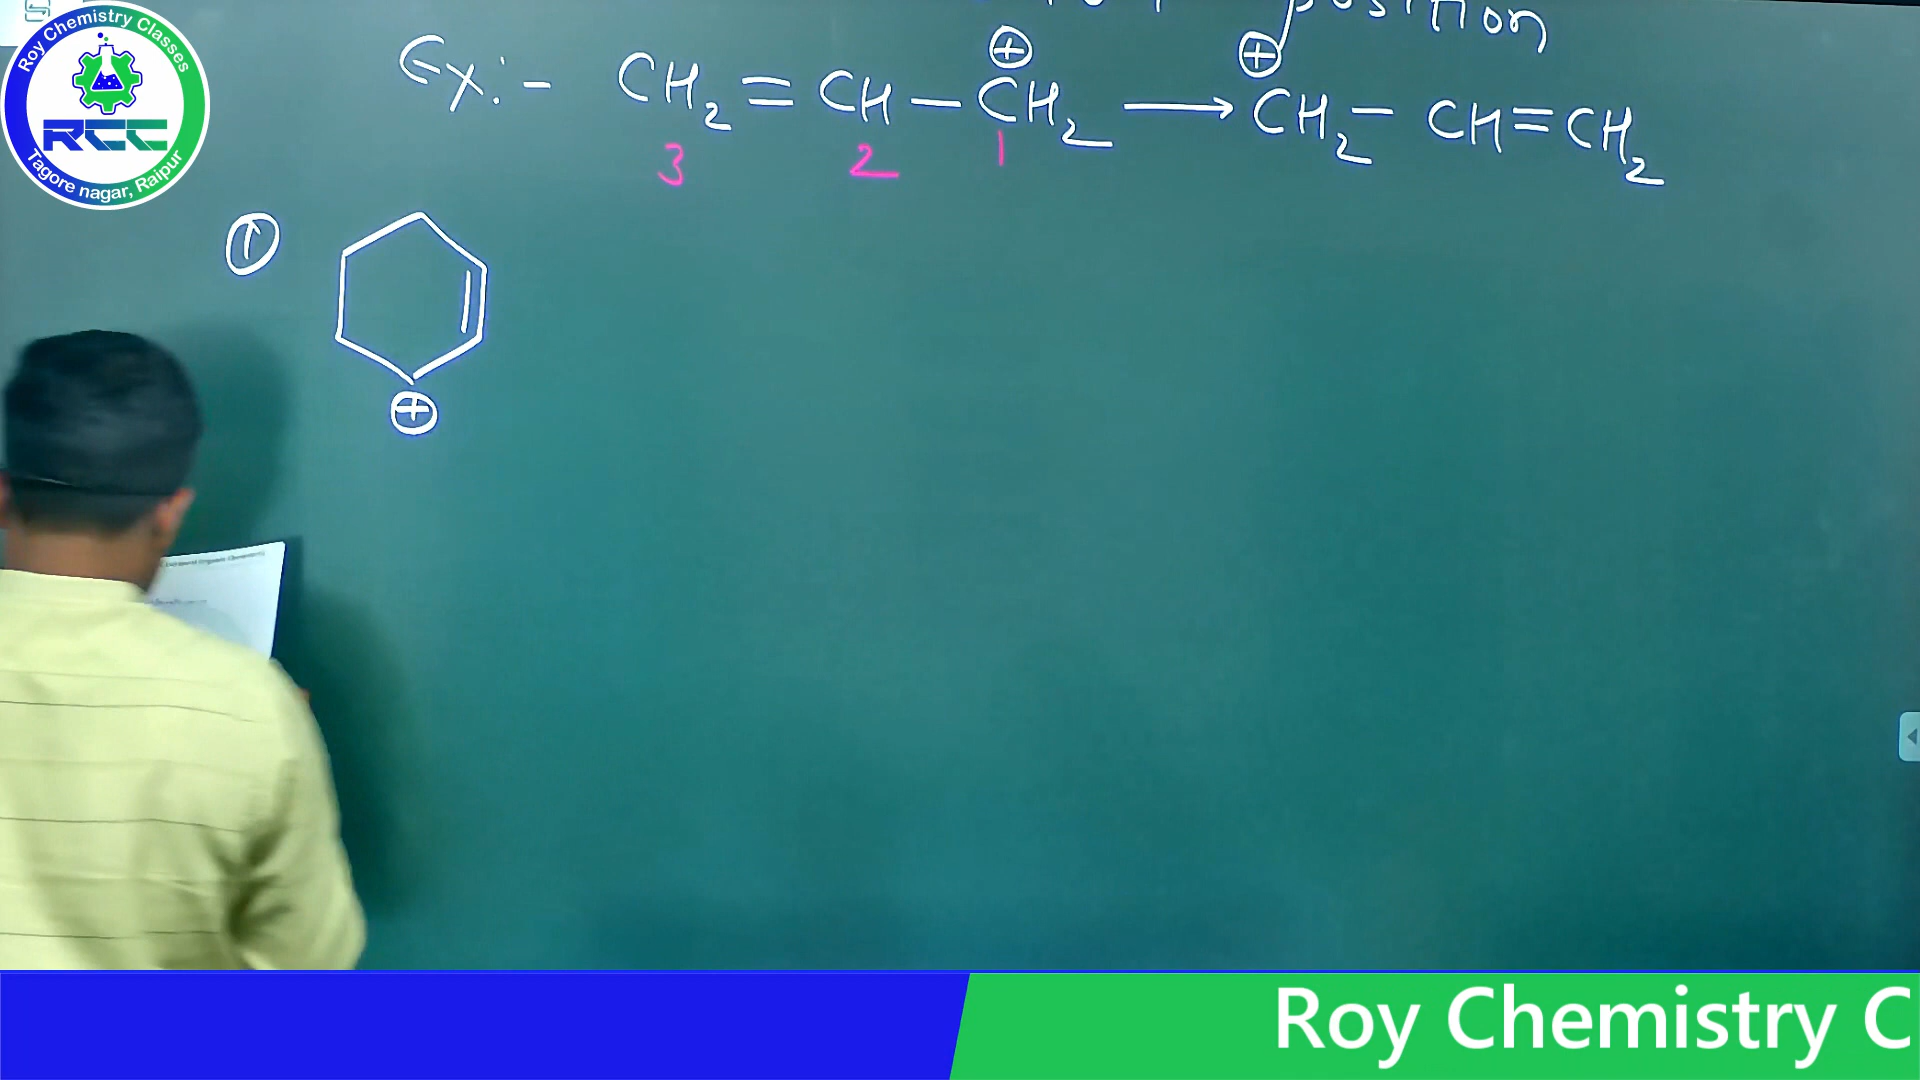 Roy Chemistry Classes
RCC
Tagore nagar, Raipur
position
Ex:- CH₂ = CH – C⊕H₂ ⟶ ⊕CH₂ – CH = CH₂
3 2 1
①
⊕
Roy Chemistry C